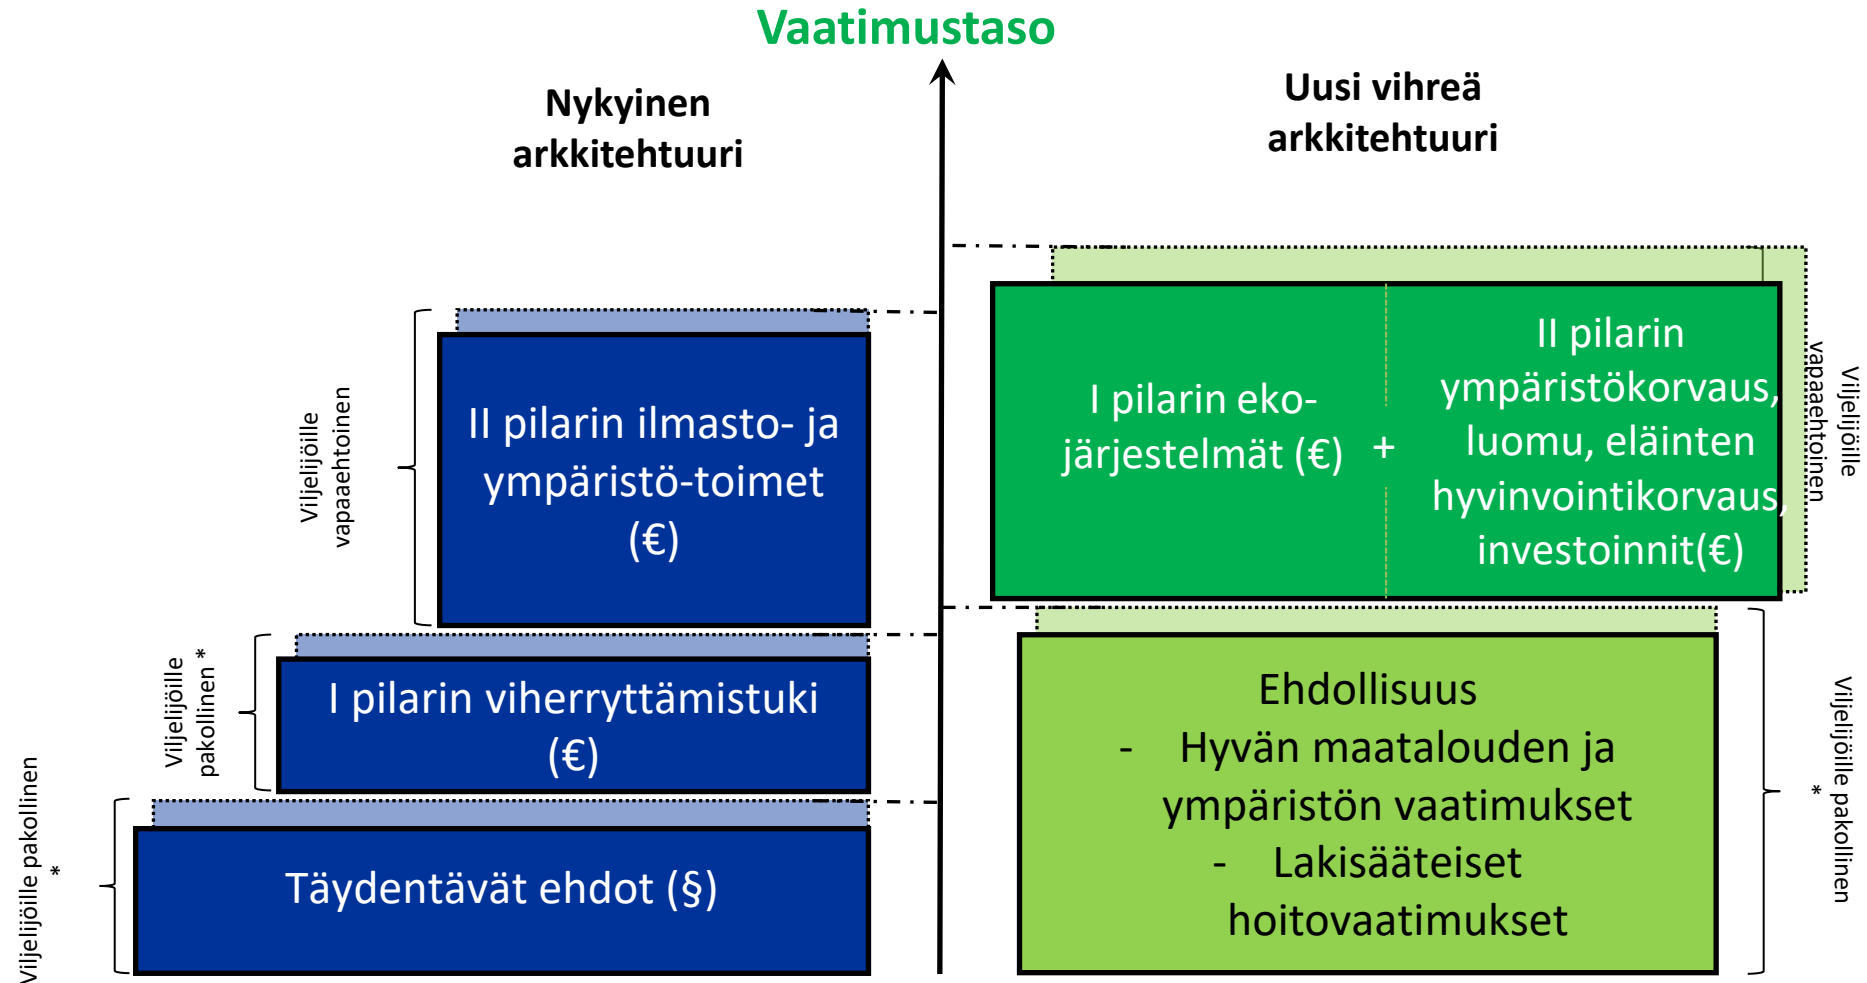 Vaatimustaso
Nykyinen
arkkitehtuuri
Uusi vihreä
arkkitehtuuri
Viljelijöille
vapaaehtoinen
II pilarin ilmasto- ja
ympäristö-toimet
(€)
Viljelijöille
pakollinen *
I pilarin viherryttämistuki
(€)
Viljelijöille pakollinen
*
Täydentävät ehdot (§)
I pilarin eko-
järjestelmät (€)
+
II pilarin
ympäristökorvaus,
luomu, eläinten
hyvinvointikorvaus,
investoinnit(€)
Viljelijöille
vapaaehtoinen
Ehdollisuus
- Hyvän maatalouden ja
ympäristön vaatimukset
- Lakisääteiset
hoitovaatimukset
Viljelijöille pakollinen
*